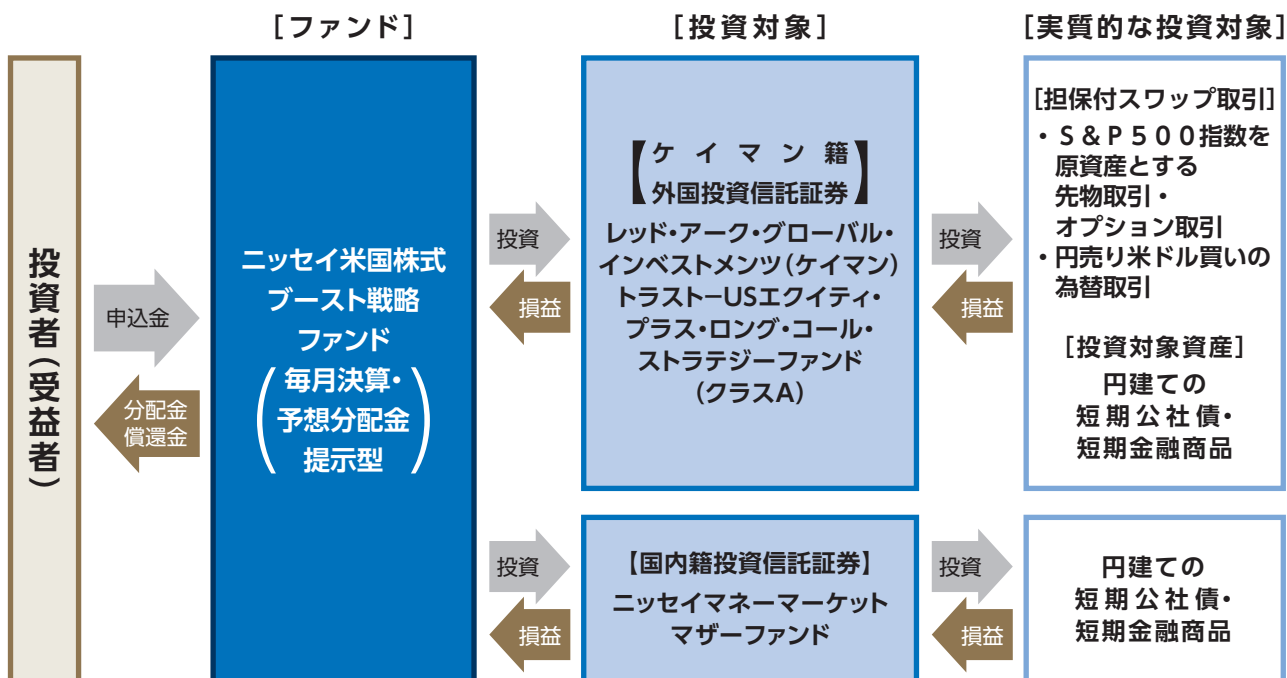 [ファンド]
[投資対象]
[実質的な投資対象]
投資者(受益者)
申込金
分配金
償還金
ニッセイ米国株式
ブースト戦略
ファンド
(毎月決算・
予想分配金
提示型)
投資
損益
【ケイマン籍
外国投資信託証券】
レッド・アーク・グローバル・
インベストメンツ(ケイマン)
トラスト−USエクイティ・
プラス・ロング・コール・
ストラテジーファンド
(クラスA)
投資
損益
[担保付スワップ取引]
・S&P500指数を
原資産とする
先物取引・
オプション取引
・円売り米ドル買いの
為替取引
[投資対象資産]
円建ての
短期公社債・
短期金融商品
投資
損益
【国内籍投資信託証券】
ニッセイマネーマーケット
マザーファンド
投資
損益
円建ての
短期公社債・
短期金融商品